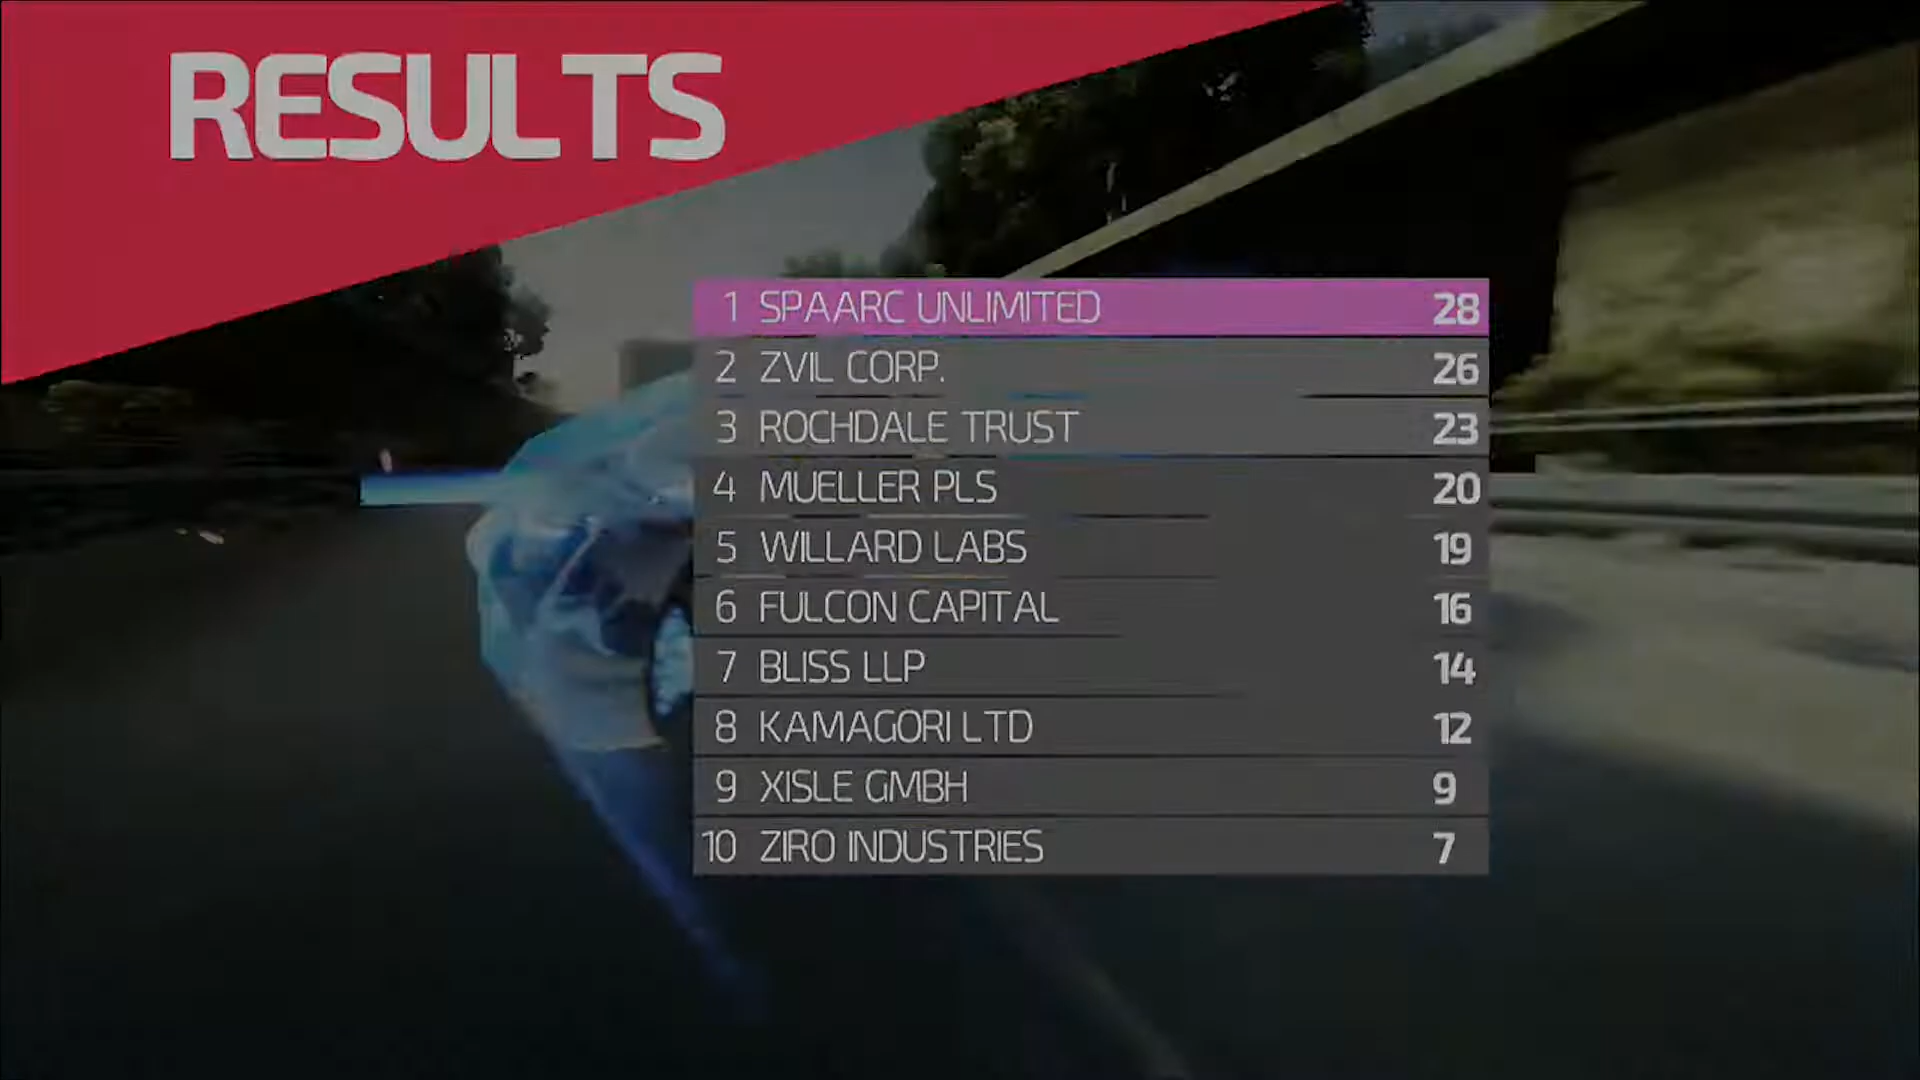 RESULTS
1 SPAARC UNLIMITED 28
2 ZVIL CORP. 26
3 ROCHDALE TRUST 23
4 MUELLER PLS 20
5 WILLARD LABS 19
6 FULCON CAPITAL 16
7 BLISS LLP 14
8 KAMAGORI LTD 12
9 XISLE GMBH 9
10 ZIRO INDUSTRIES 7